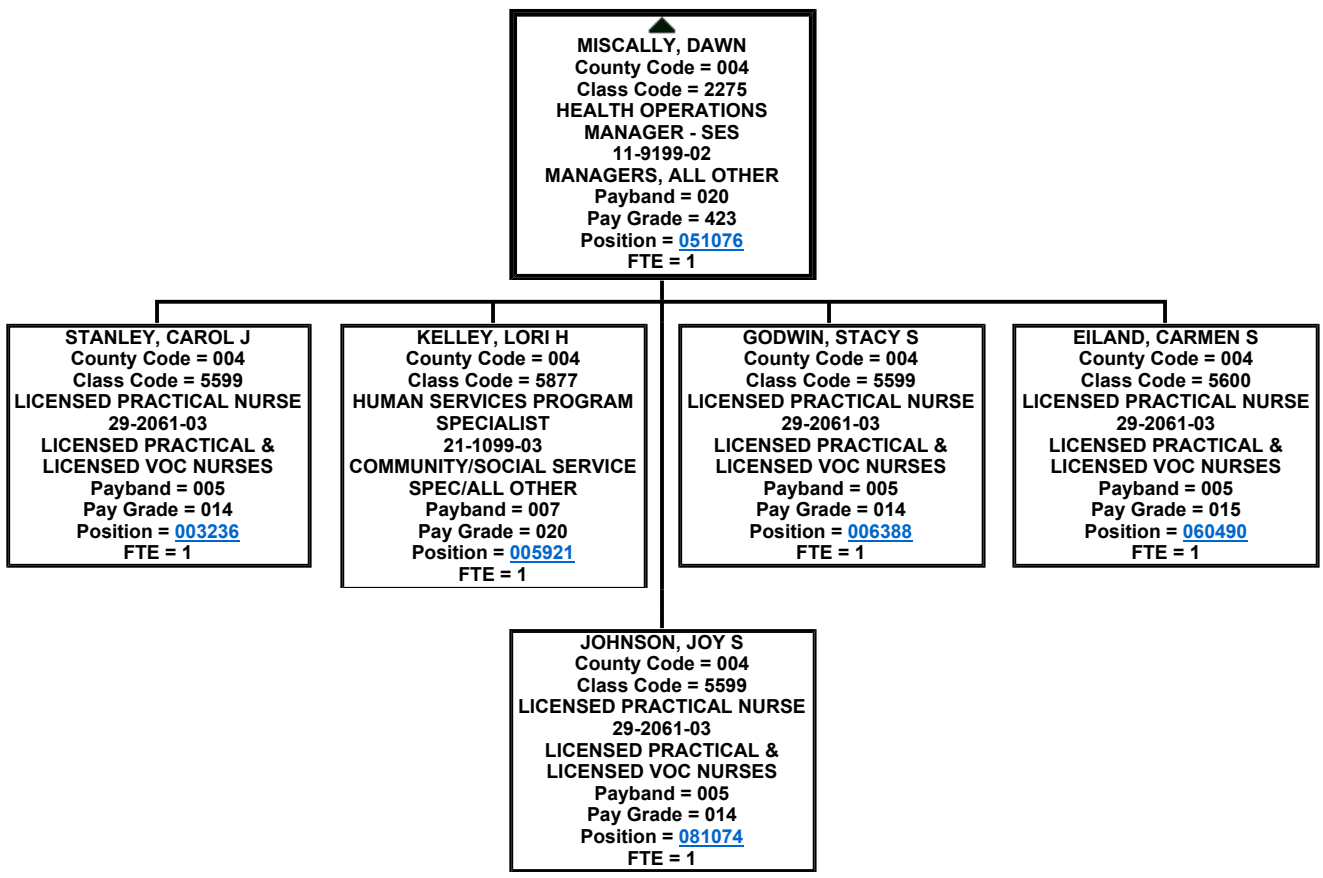 MISCALLY, DAWN
County Code = 004
Class Code = 2275
HEALTH OPERATIONS
MANAGER - SES
11-9199-02
MANAGERS, ALL OTHER
Payband = 020
Pay Grade = 423
Position = 051076
FTE = 1
STANLEY, CAROL J
County Code = 004
Class Code = 5599
LICENSED PRACTICAL NURSE
29-2061-03
LICENSED PRACTICAL &
LICENSED VOC NURSES
Payband = 005
Pay Grade = 014
Position = 003236
FTE = 1
KELLEY, LORI H
County Code = 004
Class Code = 5877
HUMAN SERVICES PROGRAM
SPECIALIST
21-1099-03
COMMUNITY/SOCIAL SERVICE
SPEC/ALL OTHER
Payband = 007
Pay Grade = 020
Position = 005921
FTE = 1
GODWIN, STACY S
County Code = 004
Class Code = 5599
LICENSED PRACTICAL NURSE
29-2061-03
LICENSED PRACTICAL &
LICENSED VOC NURSES
Payband = 005
Pay Grade = 014
Position = 006388
FTE = 1
EILAND, CARMEN S
County Code = 004
Class Code = 5600
LICENSED PRACTICAL NURSE
29-2061-03
LICENSED PRACTICAL &
LICENSED VOC NURSES
Payband = 005
Pay Grade = 015
Position = 060490
FTE = 1
JOHNSON, JOY S
County Code = 004
Class Code = 5599
LICENSED PRACTICAL NURSE
29-2061-03
LICENSED PRACTICAL &
LICENSED VOC NURSES
Payband = 005
Pay Grade = 014
Position = 081074
FTE = 1